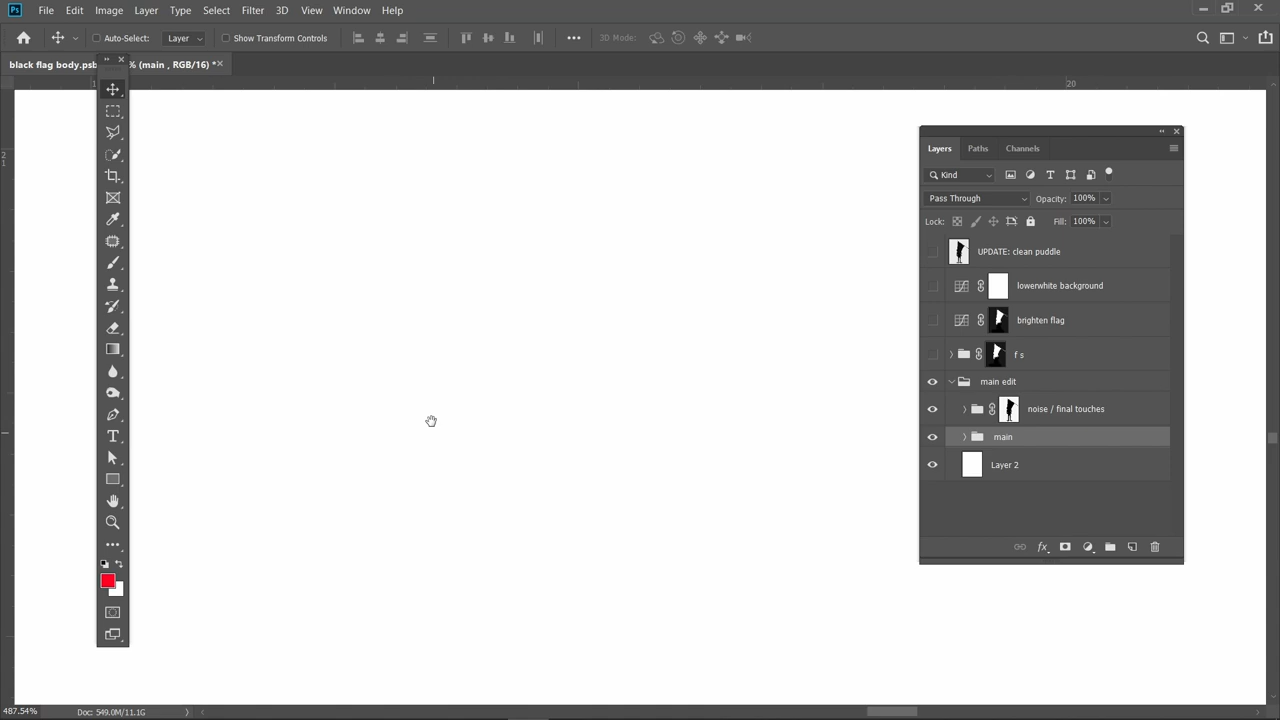 Ps File Edit Image Layer Type Select Filter 3D View Window Help
Auto-Select: Layer Show Transform Controls 3D Mode:
black flag body.psb % (main , RGB/16) *
20
2
1
Layers Paths Channels
Kind
Pass Through Opacity: 100%
Lock: Fill: 100%
UPDATE: clean puddle
lowerwhite background
brighten flag
f s
main edit
noise / final touches
main
Layer 2
487.54% Doc: 549.0M/11.1G